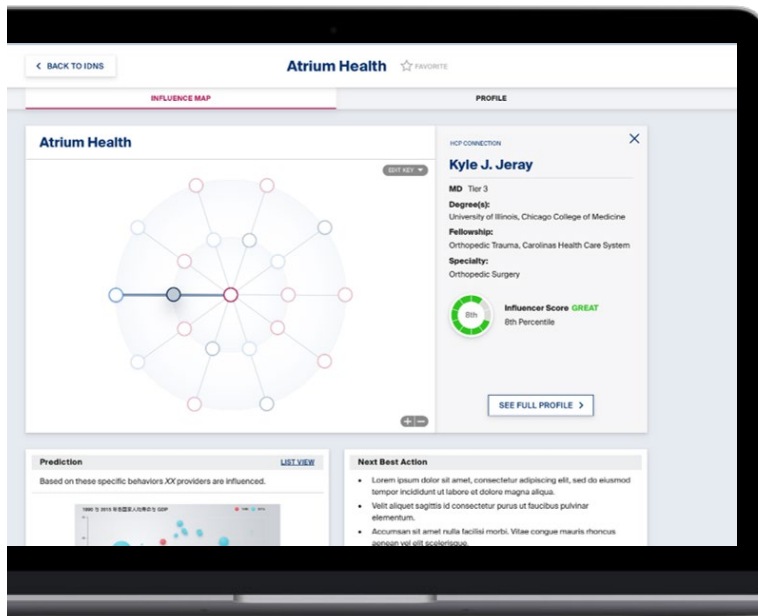 BACK TO IDNS
Atrium Health
FAVORITE
INFLUENCE MAP
PROFILE
Atrium Health
EDIT KEY
HCP CONNECTION
Kyle J. Jeray
MD Tier 3
Degree(s):
University of Illinois, Chicago College of Medicine
Fellowship:
Orthopedic Trauma, Carolinas Health Care System
Specialty:
Orthopedic Surgery
8th
Influencer Score GREAT
8th Percentile
SEE FULL PROFILE
Prediction
LIST VIEW
Based on these specific behaviors XX providers are influenced.
Next Best Action
• Lorem ipsum dolor sit amet, consectetur adipiscing elit, sed do eiusmod
tempor incididunt ut labore et dolore magna aliqua.
• Velit aliquet sagittis id consectetur purus ut faucibus pulvinar
elementum.
• Accumsan sit amet nulla facilisi morbi. Vitae congue mauris rhoncus
aenean vel elit scelerisque.